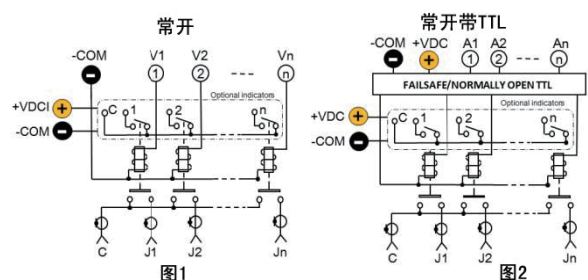 常开
-COM V1 V2 Vn
1 2 n
Optional indicators
+VDCI
C 1 2 n
-COM
C J1 J2 Jn
图1
常开带TTL
-COM +VDC A1 A2 An
1 2 n
FAILSAFE/NORMALLY OPEN TTL
Optional indicators
+VDC
C 1 2 n
-COM
C J1 J2 Jn
图2